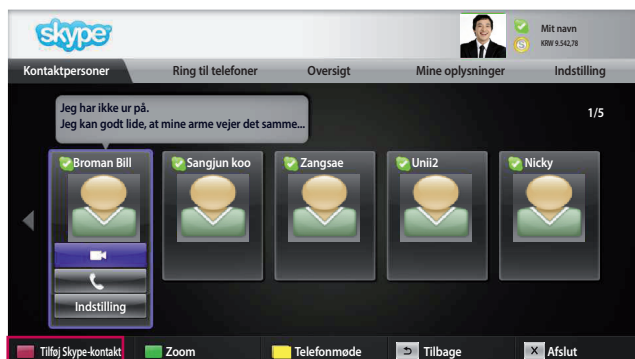 skype
Mit navn
KRW 9.542,78
Kontaktpersoner Ring til telefoner Oversigt Mine oplysninger Indstilling
Jeg har ikke ur på.
Jeg kan godt lide, at mine arme vejer det samme...
1/5
Broman Bill Sangjun koo Zangsae Unii2 Nicky
Indstilling
Tilføj Skype-kontakt Zoom Telefonmøde Tilbage X Afslut